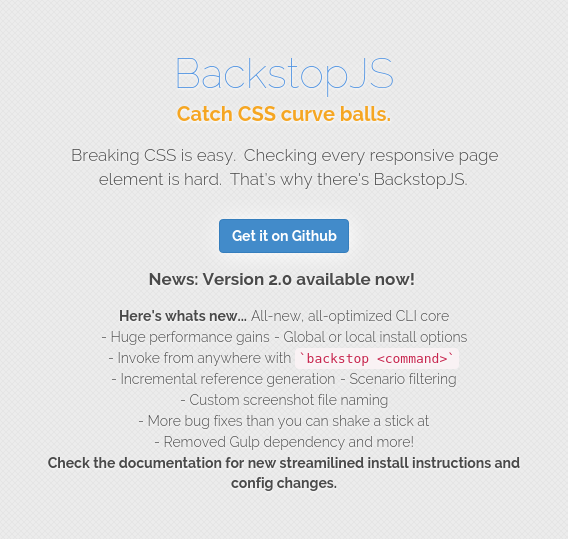 BackstopJS
Catch CSS curve balls.
Breaking CSS is easy. Checking every responsive page
element is hard. That's why there's BackstopJS.
Get it on Github
News: Version 2.0 available now!
Here's whats new... All-new, all-optimized CLI core
- Huge performance gains - Global or local install options
- Invoke from anywhere with `backstop <command>`
- Incremental reference generation - Scenario filtering
- Custom screenshot file naming
- More bug fixes than you can shake a stick at
- Removed Gulp dependency and more!
Check the documentation for new streamilined install instructions and
config changes.